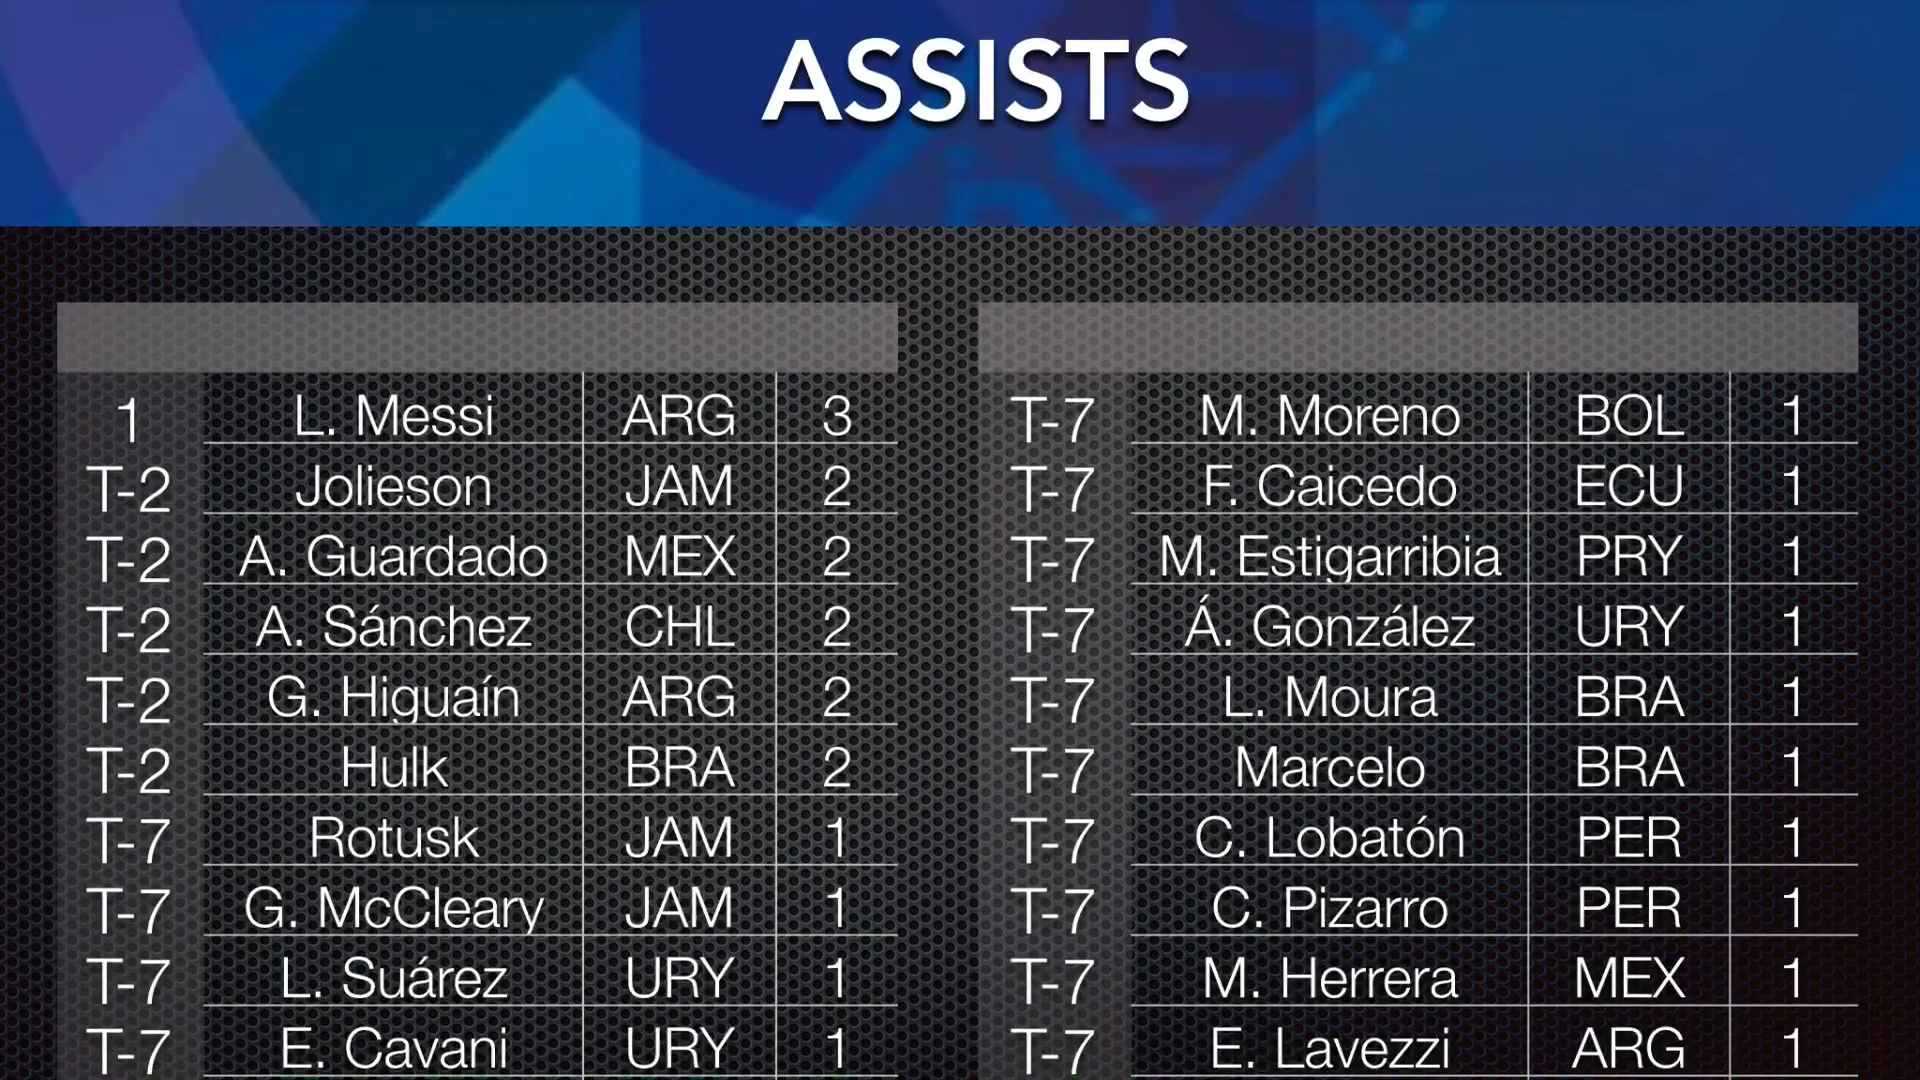 ASSISTS
1 L. Messi ARG 3
T-2 Jolieson JAM 2
T-2 A. Guardado MEX 2
T-2 A. Sánchez CHL 2
T-2 G. Higuaín ARG 2
T-2 Hulk BRA 2
T-7 Rotusk JAM 1
T-7 G. McCleary JAM 1
T-7 L. Suárez URY 1
T-7 E. Cavani URY 1
T-7 M. Moreno BOL 1
T-7 F. Caicedo ECU 1
T-7 M. Estigarribia PRY 1
T-7 Á. González URY 1
T-7 L. Moura BRA 1
T-7 Marcelo BRA 1
T-7 C. Lobatón PER 1
T-7 C. Pizarro PER 1
T-7 M. Herrera MEX 1
T-7 E. Lavezzi ARG 1